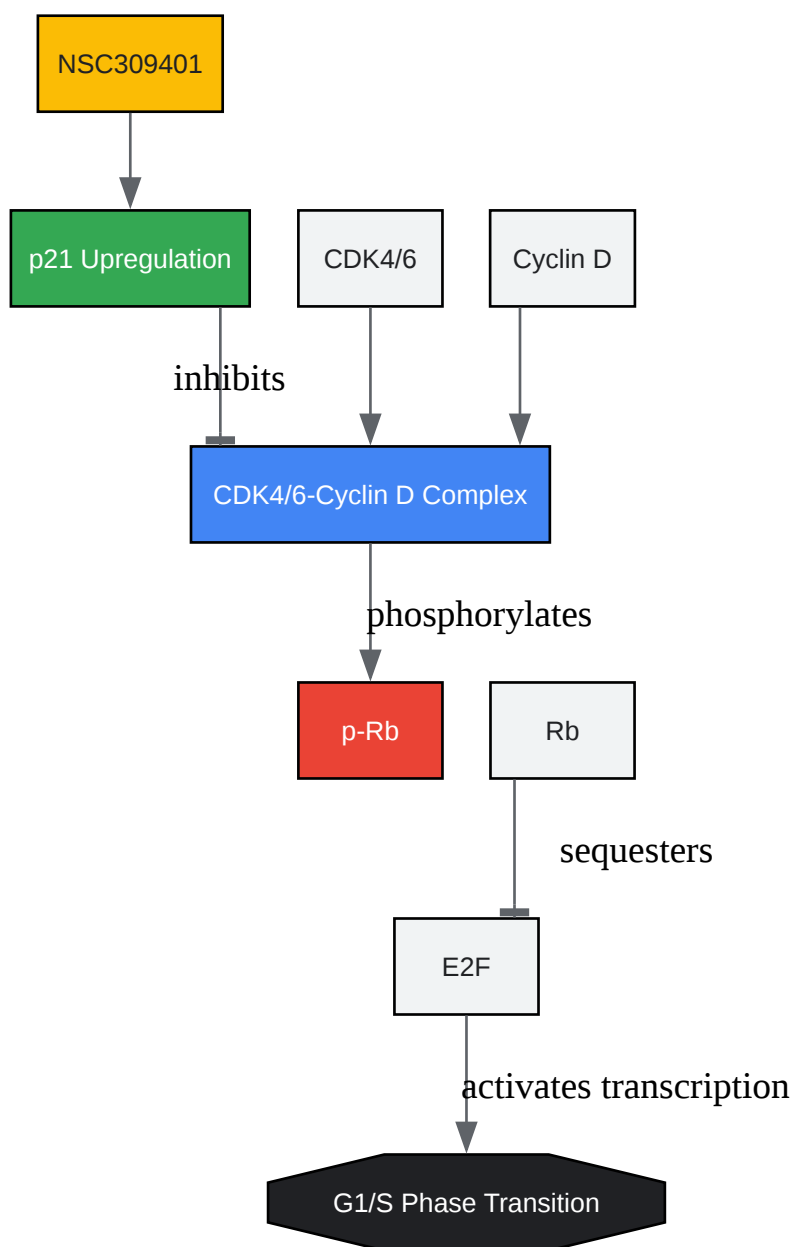 NSC309401
p21 Upregulation
CDK4/6
Cyclin D
inhibits
CDK4/6-Cyclin D Complex
phosphorylates
p-Rb
Rb
sequesters
E2F
activates transcription
G1/S Phase Transition